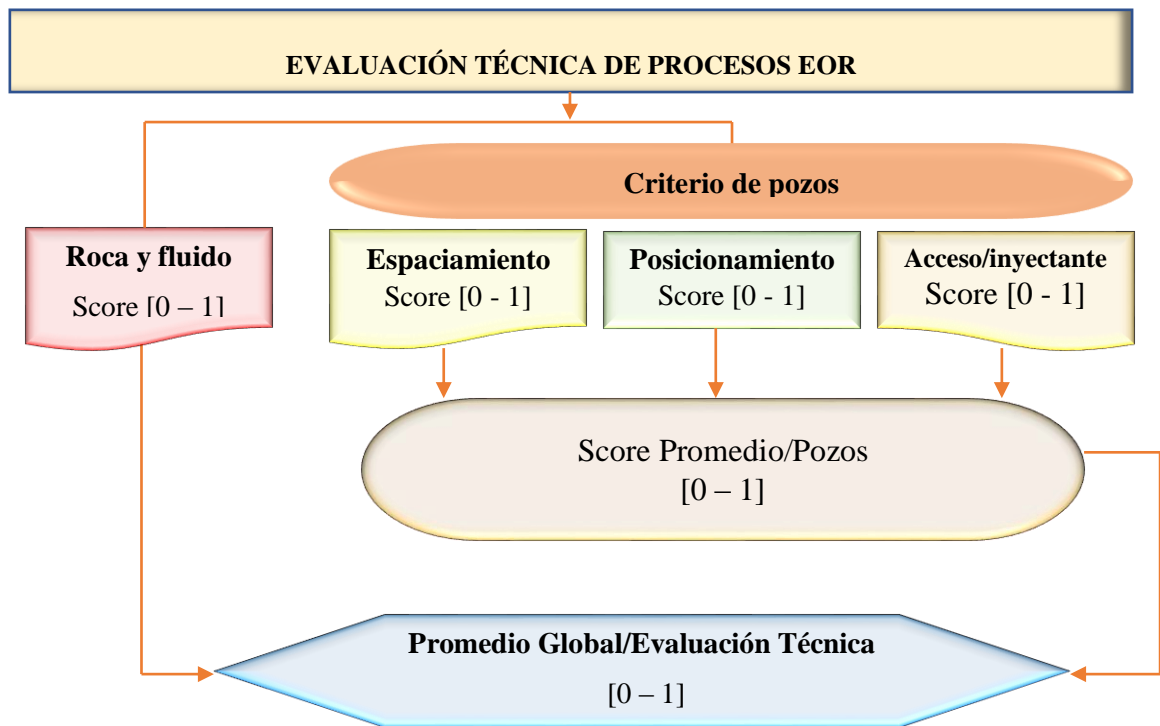 EVALUACIÓN TÉCNICA DE PROCESOS EOR
Criterio de pozos
Roca y fluido
Score [0 – 1]
Espaciamiento
Score [0 - 1]
Posicionamiento
Score [0 - 1]
Acceso/inyectante
Score [0 - 1]
Score Promedio/Pozos
[0 – 1]
Promedio Global/Evaluación Técnica
[0 – 1]